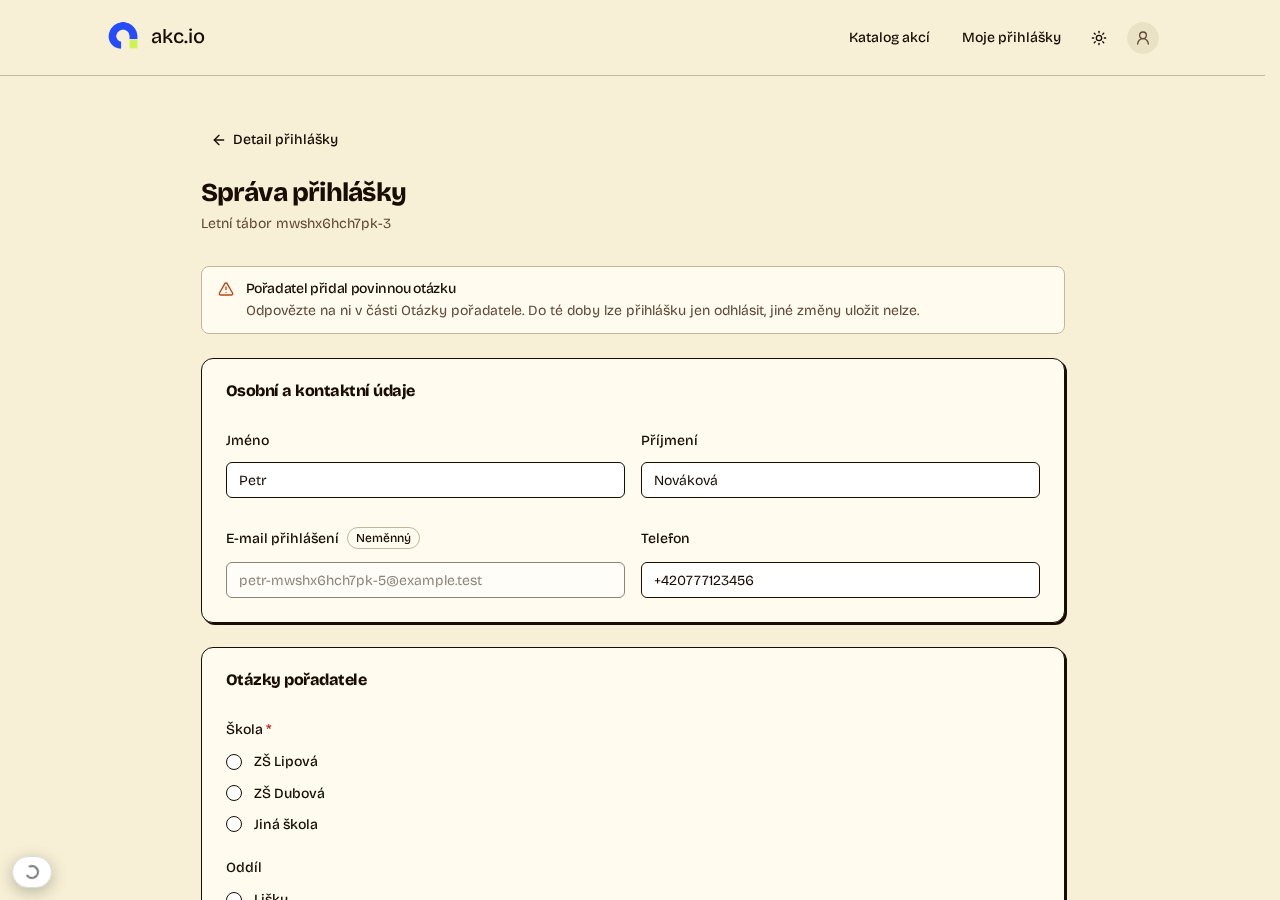 akc.io
Katalog akcí
Moje přihlášky
Detail přihlášky
Správa přihlášky
Letní tábor mwshx6hch7pk-3
Pořadatel přidal povinnou otázku
Odpovězte na ni v části Otázky pořadatele. Do té doby lze přihlášku jen odhlásit, jiné změny uložit nelze.
Osobní a kontaktní údaje
Jméno
Příjmení
Petr
Nováková
E-mail přihlášení
Neměnný
Telefon
petr-mwshx6hch7pk-5@example.test
+420777123456
Otázky pořadatele
Škola *
ZŠ Lipová
ZŠ Dubová
Jiná škola
Oddíl
Lišky